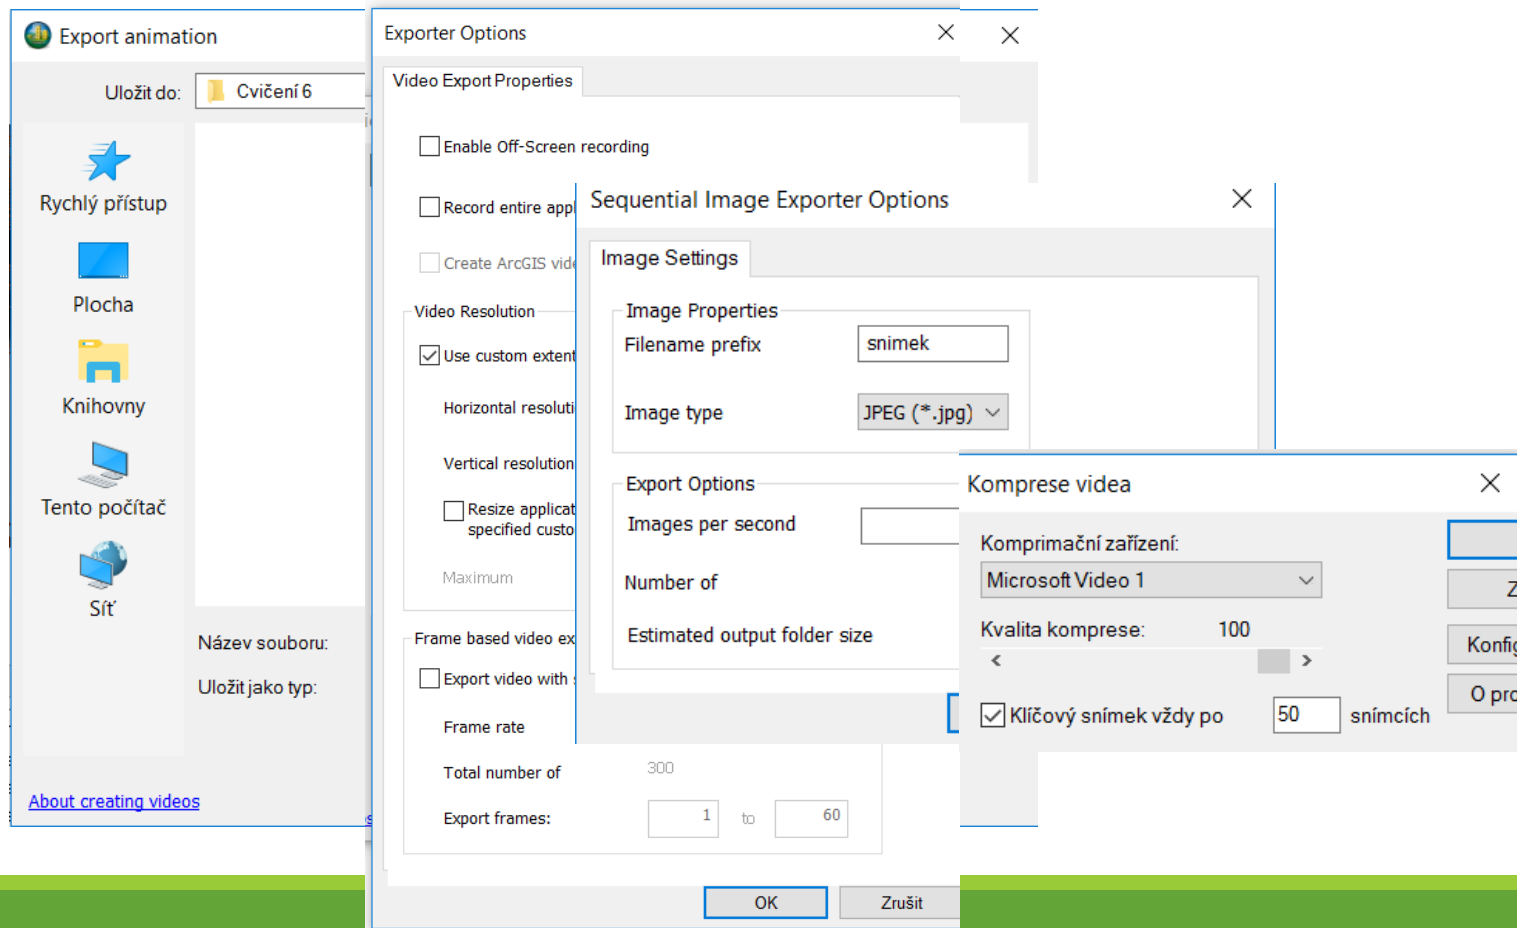 Export animation
Uložit do:
Cvičení 6
Rychlý přístup
Plocha
Knihovny
Tento počítač
Síť
Název souboru:
Uložit jako typ:
About creating videos
Exporter Options
Video Export Properties
Enable Off-Screen recording
Record entire appl
Create ArcGIS vide
Video Resolution
Use custom extent
Horizontal resoluti
Vertical resolution
Resize applicat
specified custo
Maximum
Frame based video ex
Export video with s
Frame rate
Total number of
300
Export frames:
1
to
60
OK
Zrušit
Sequential Image Exporter Options
Image Settings
Image Properties
Filename prefix
snimek
Image type
JPEG (*.jpg)
Export Options
Images per second
Number of
Estimated output folder size
Komprese videa
Komprimační zařízení:
Microsoft Video 1
Kvalita komprese:
100
Klíčový snímek vždy po
50
snímcích
Z
Konfig
O pro